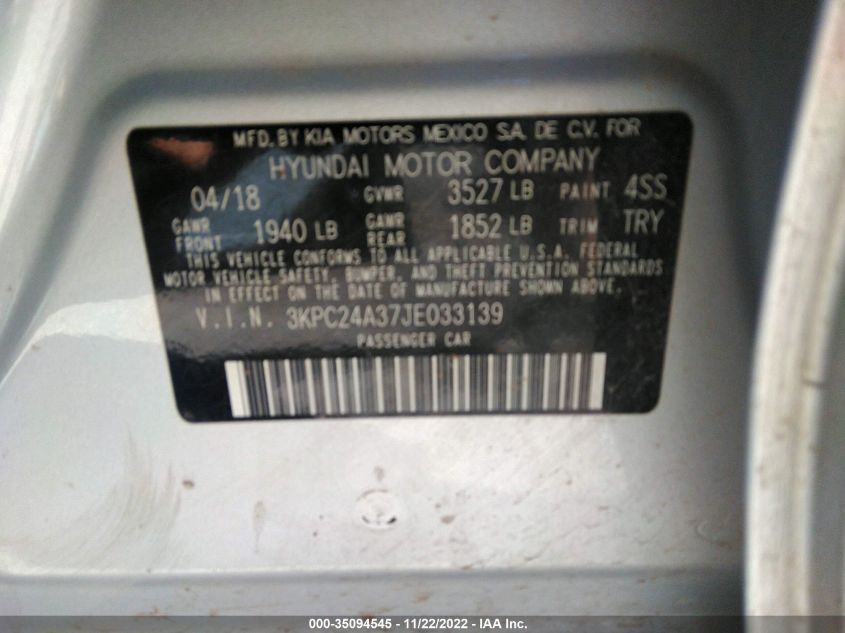 MFD. BY KIA MOTORS MEXICO S.A. DE C.V. FOR
HYUNDAI MOTOR COMPANY
04/18 GVWR 3527 LB PAINT 4SS
GAWR FRONT 1940 LB GAWR REAR 1852 LB TRIM TRY
THIS VEHICLE CONFORMS TO ALL APPLICABLE U.S.A. FEDERAL
MOTOR VEHICLE SAFETY, BUMPER, AND THEFT PREVENTION STANDARDS
IN EFFECT ON THE DATE OF MANUFACTURE SHOWN ABOVE.
V.I.N. 3KPC24A37JE033139
PASSENGER CAR
000-35094545 - 11/22/2022 - IAA Inc.